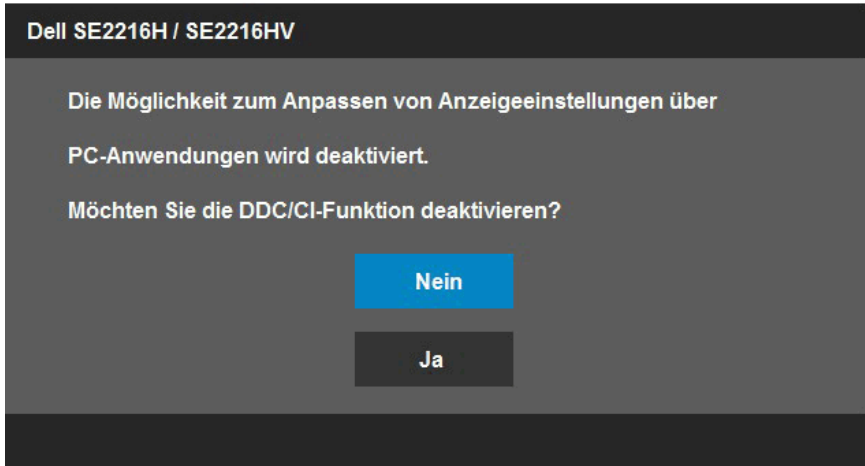 Dell SE2216H / SE2216HV
Die Möglichkeit zum Anpassen von Anzeigeeinstellungen über
PC-Anwendungen wird deaktiviert.
Möchten Sie die DDC/CI-Funktion deaktivieren?
Nein
Ja